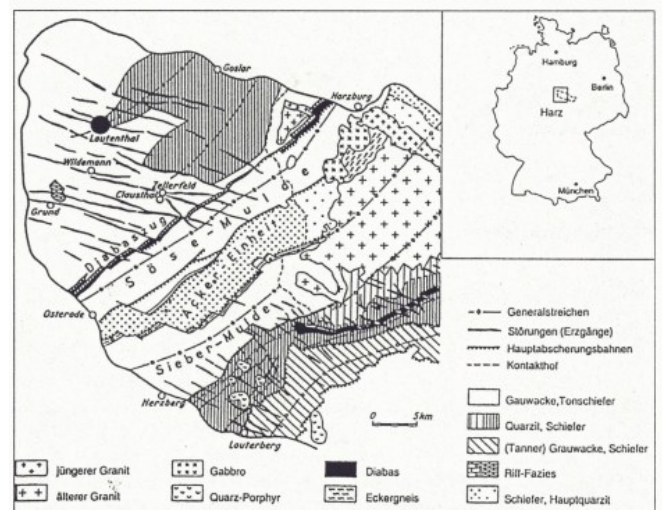 Goslar
Harzburg
Lautenthal
Wildemann
Zellerfeld
Clausthal
Grund
Diabaszug
Söse Mulde
Acker-Einheit
Osterode
Sieber-Mulde
Herzberg
Lauterberg
0 5km
Hamburg
Berlin
Harz
München
Generalstreichen
Störungen (Erzgänge)
Hauptabscherungsbahnen
Kontakthof
Gauwacke,Tonschiefer
Quarzit, Schiefer
(Tanner) Grauwacke, Schiefer
Riff-Fazies
Schiefer, Hauptquarzit
jüngerer Granit
Gabbro
Diabas
älterer Granit
Quarz-Porphyr
Eckergneis